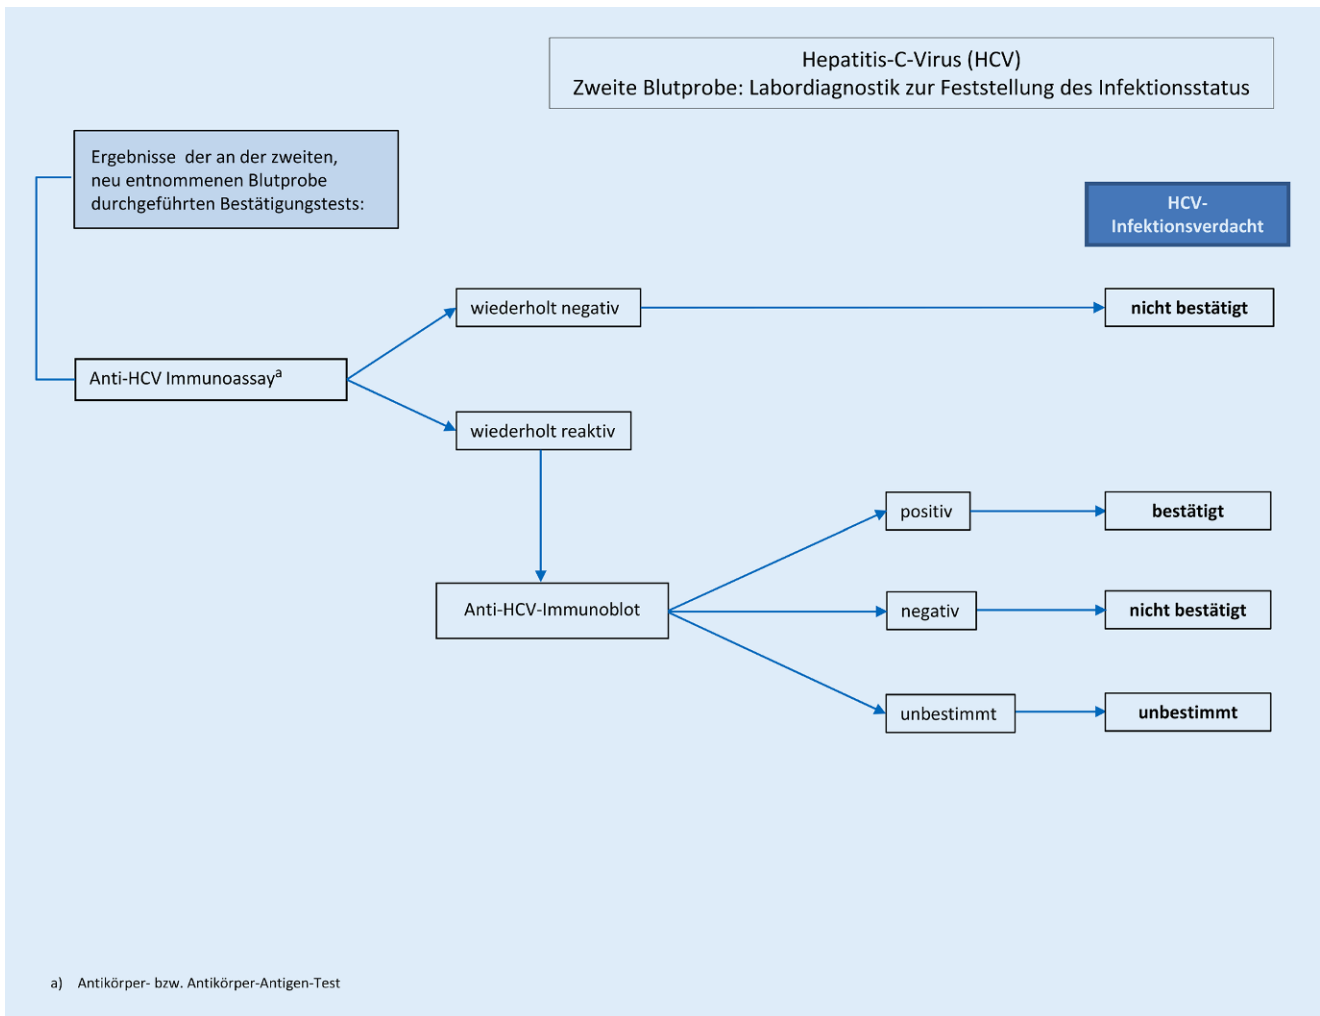 Hepatitis-C-Virus (HCV)
Zweite Blutprobe: Labordiagnostik zur Feststellung des Infektionsstatus
Ergebnisse der an der zweiten,
neu entnommenen Blutprobe
durchgeführten Bestätigungstests:
HCV-
Infektionsverdacht
wiederholt negativ
nicht bestätigt
Anti-HCV Immunoassayᵃ
wiederholt reaktiv
positiv
bestätigt
Anti-HCV-Immunoblot
negativ
nicht bestätigt
unbestimmt
unbestimmt
a) Antikörper- bzw. Antikörper-Antigen-Test